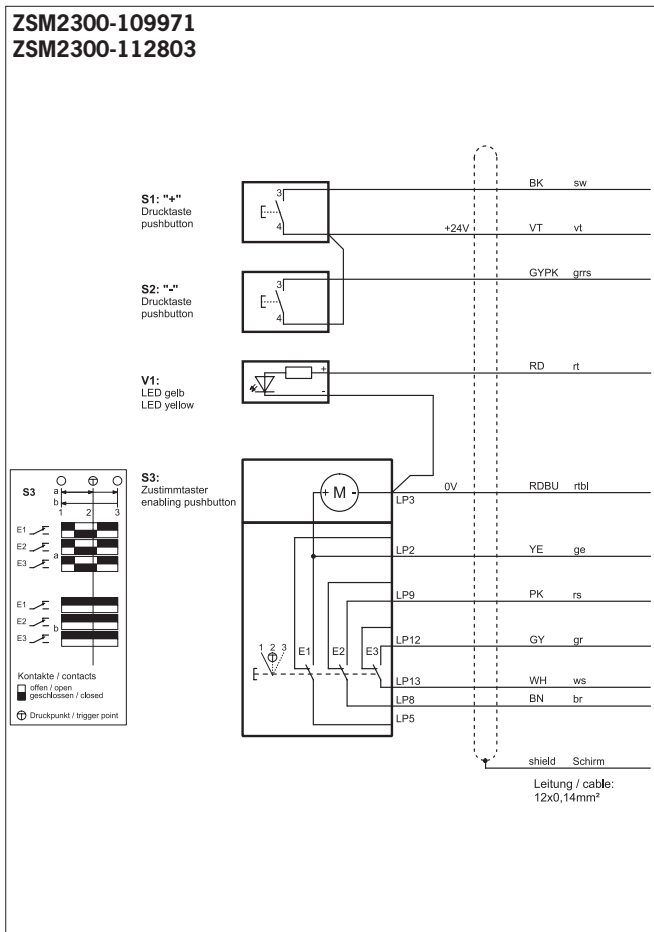 ZSM2300-109971
ZSM2300-112803
S1: "+"
Drucktaste
pushbutton
3
4
BK sw
+24V VT vt
S2: "-"
Drucktaste
pushbutton
3
4
GYPK grrs
V1:
LED gelb
LED yellow
+
-
RD rt
S3:
Zustimmtaster
enabling pushbutton
+ M -
LP3
0V RDBU rtbl
LP2 YE ge
LP9 PK rs
LP12 GY gr
LP13 WH ws
LP8 BN br
LP5
1 2 3
E1 E2 E3
shield Schirm
Leitung / cable:
12x0,14mm²
S3
a
b
1 2 3
E1
E2
E3
a
E1
E2
E3
b
Kontakte / contacts
offen / open
geschlossen / closed
Druckpunkt / trigger point